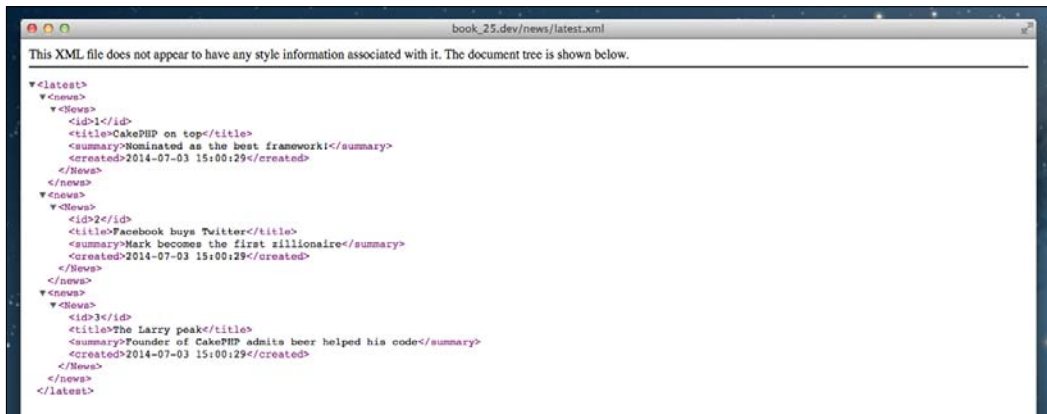 book_25.dev/news/latest.xml
This XML file does not appear to have any style information associated with it. The document tree is shown below.
▼<latest>
▼<news>
▼<News>
<id>1</id>
<title>CakePHP on top</title>
<summary>Nominated as the best framework!</summary>
<created>2014-07-03 15:00:29</created>
</News>
</news>
▼<news>
▼<News>
<id>2</id>
<title>Facebook buys Twitter</title>
<summary>Mark becomes the first zillionaire</summary>
<created>2014-07-03 15:00:29</created>
</News>
</news>
▼<news>
▼<News>
<id>3</id>
<title>The Larry peak</title>
<summary>Founder of CakePHP admits beer helped his code</summary>
<created>2014-07-03 15:00:29</created>
</News>
</news>
</latest>